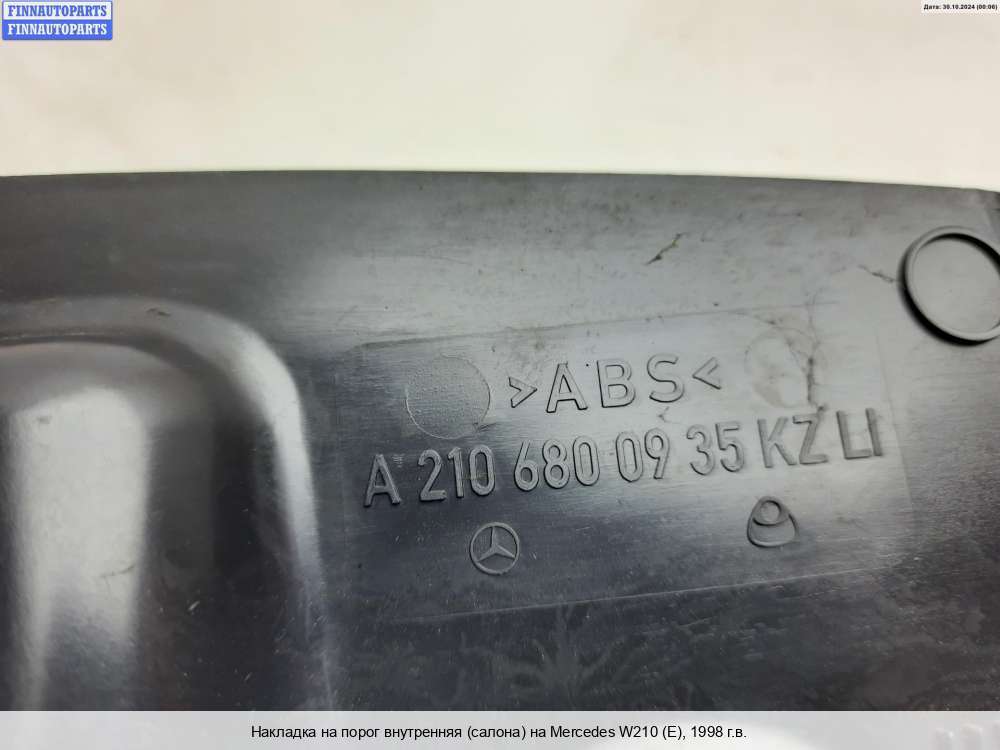 FINNAUTOPARTS
FINNAUTOPARTS
Дата: 30.10.2024 (00:06)
>ABS<
A 210 680 09 35 KZ LI
Накладка на порог внутренняя (салона) на Mercedes W210 (E), 1998 г.в.